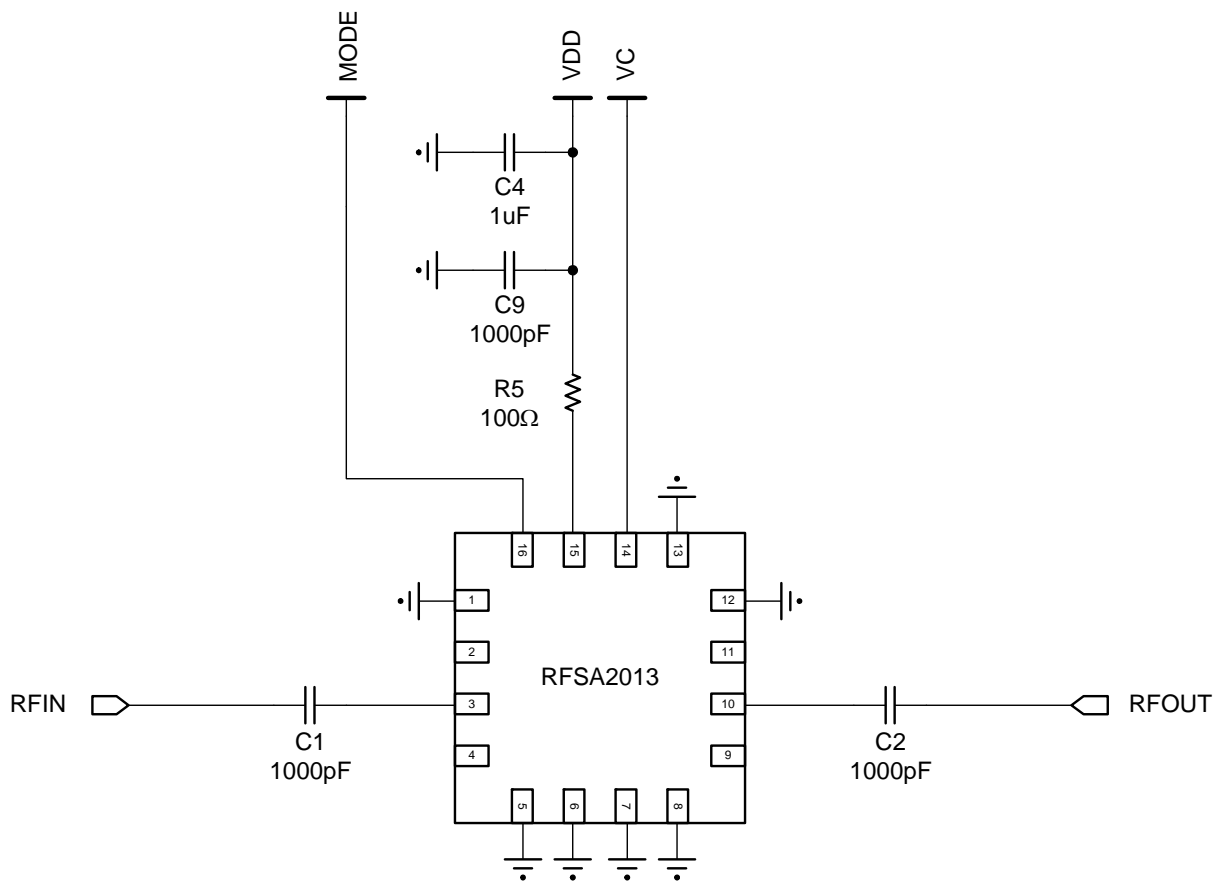 MODE
VDD
VC
C4
1uF
C9
1000pF
R5
100Ω
16
15
14
13
1
12
2
11
RFSA2013
RFIN
3
10
RFOUT
C1
1000pF
C2
1000pF
4
9
5
6
7
8